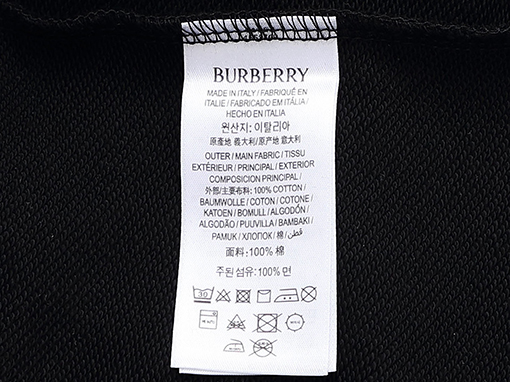 BURBERRY
MADE IN ITALY / FABRIQUÉ EN
ITALIE / FABRICADO EM ITÁLIA /
HECHO EN ITALIA
원산지: 이탈리아
原產地 義大利/原产地 意大利
OUTER / MAIN FABRIC / TISSU
EXTÉRIEUR / PRINCIPAL / EXTERIOR
COMPOSICION PRINCIPAL /
外部/主要布料: 100% COTTON /
BAUMWOLLE / COTON / COTONE /
KATOEN / BOMULL / ALGODÓN /
ALGODÃO / PUUVILLA / BAMBAKI /
PAMUK / ХЛОПОК / 棉 / قطن /
面料: 100% 棉
주된 섬유: 100% 면
30